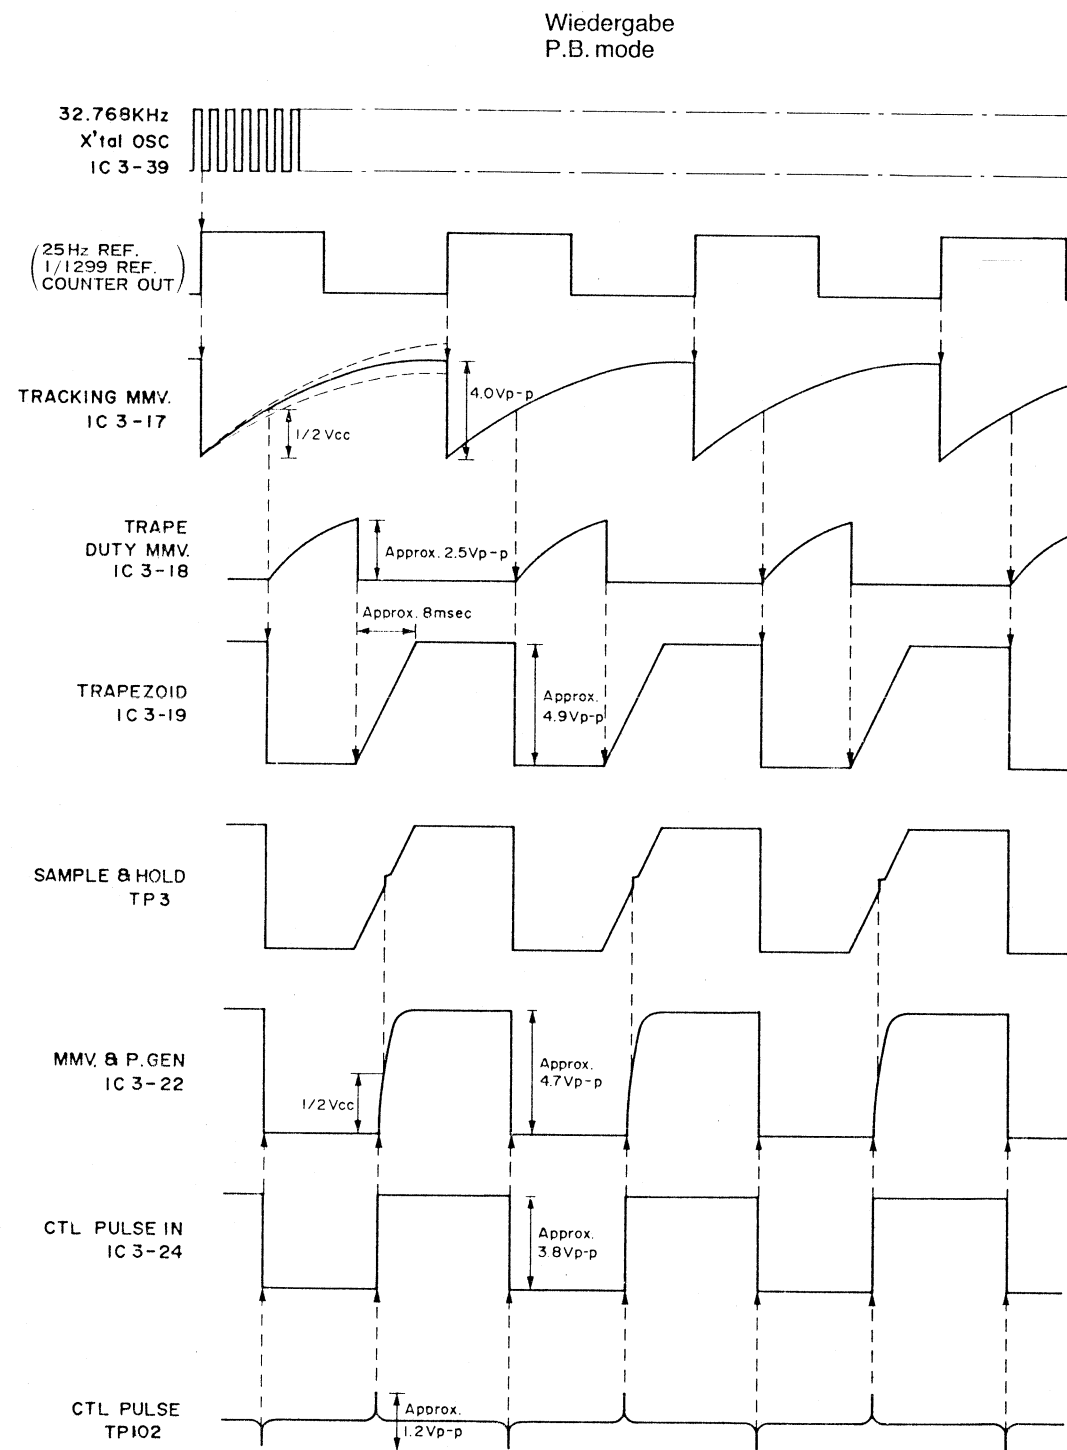 Wiedergabe
P.B. mode
32.768KHz
X'tal OSC
IC 3-39
(25Hz REF.
1/1299 REF.
COUNTER OUT)
TRACKING MMV.
IC 3-17
4.0Vp-p
1/2 Vcc
TRAPE
DUTY MMV.
IC 3-18
Approx. 2.5Vp-p
Approx. 8msec
TRAPEZOID
IC 3-19
Approx.
4.9Vp-p
SAMPLE & HOLD
TP3
MMV. & P.GEN
IC 3-22
Approx.
4.7Vp-p
1/2 Vcc
CTL PULSE IN
IC 3-24
Approx.
3.8Vp-p
CTL PULSE
TP102
Approx.
1.2Vp-p